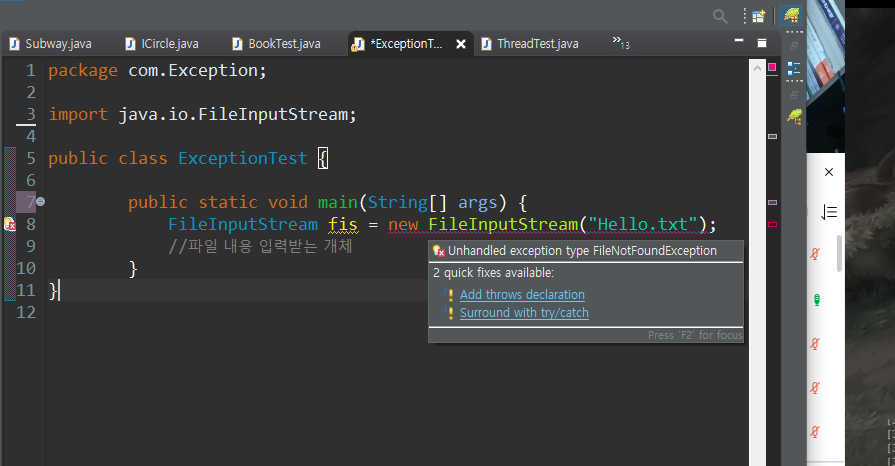 Subway.java
ICircle.java
BookTest.java
*ExceptionT...
ThreadTest.java
»13
1 package com.Exception;
2
3 import java.io.FileInputStream;
4
5 public class ExceptionTest {
6
7 public static void main(String[] args) {
8 FileInputStream fis = new FileInputStream("Hello.txt");
9 //파일 내용 입력받는 개체
10 }
11 }
12
Unhandled exception type FileNotFoundException
2 quick fixes available:
Add throws declaration
Surround with try/catch
Press 'F2' for focus